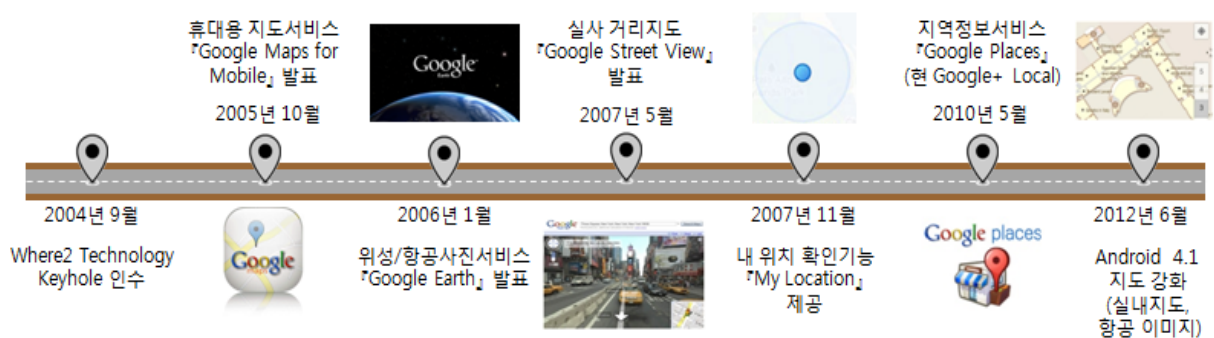 2004년 9월
Where2 Technology
Keyhole 인수
휴대용 지도서비스
『Google Maps for
Mobile』 발표
2005년 10월
Google
Google
Earth
2006년 1월
위성/항공사진서비스
『Google Earth』 발표
실사 거리지도
『Google Street View』
발표
2007년 5월
Google
2007년 11월
내 위치 확인기능
『My Location』
제공
지역정보서비스
『Google Places』
(현 Google+ Local)
2010년 5월
Google places
2012년 6월
Android 4.1
지도 강화
(실내지도,
항공 이미지)